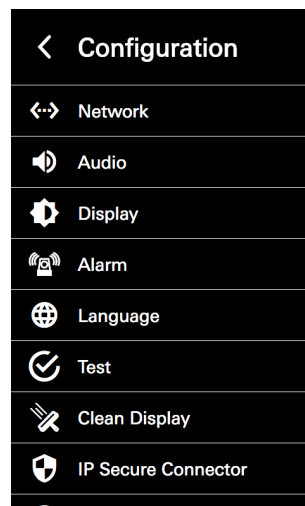 Configuration
Network
Audio
Display
Alarm
Language
Test
Clean Display
IP Secure Connector